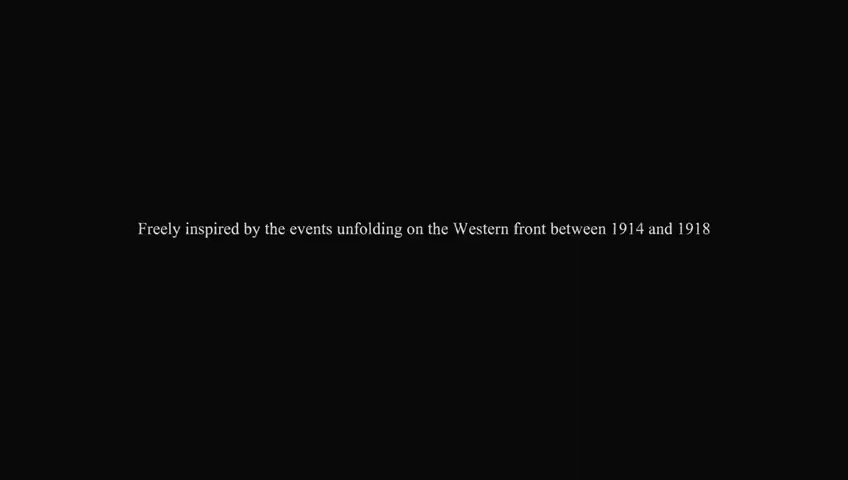 Freely inspired by the events unfolding on the Western front between 1914 and 1918